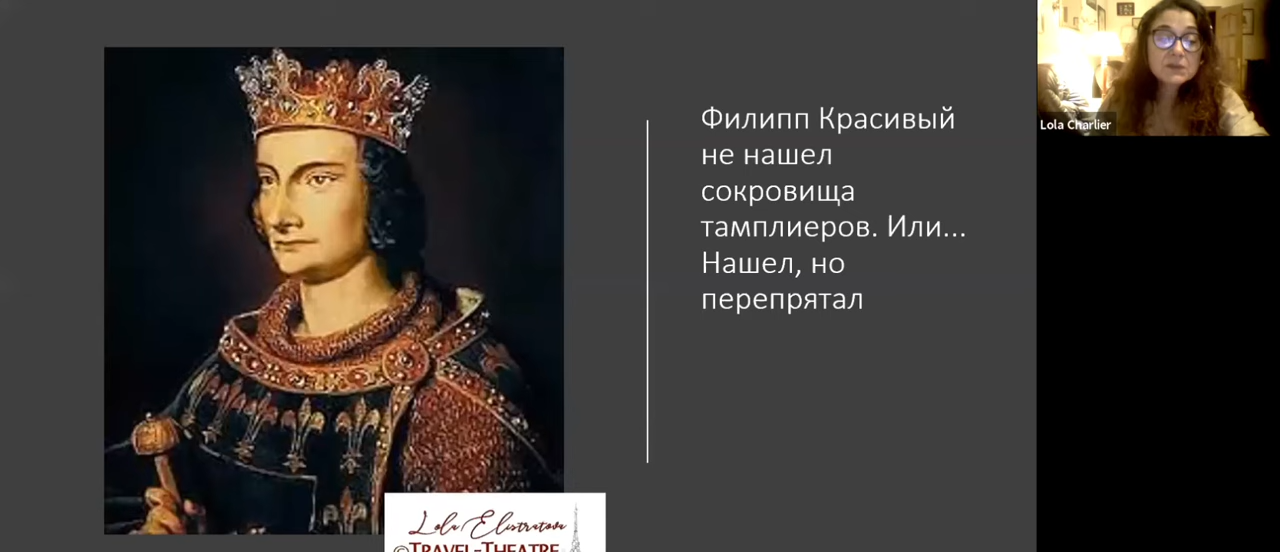 Филипп Красивый
не нашел
сокровища
тамплиеров. Или...
Нашел, но
перепрятал
Lola Charlier
Lola Elistratova
©TRAVEL-THEATRE